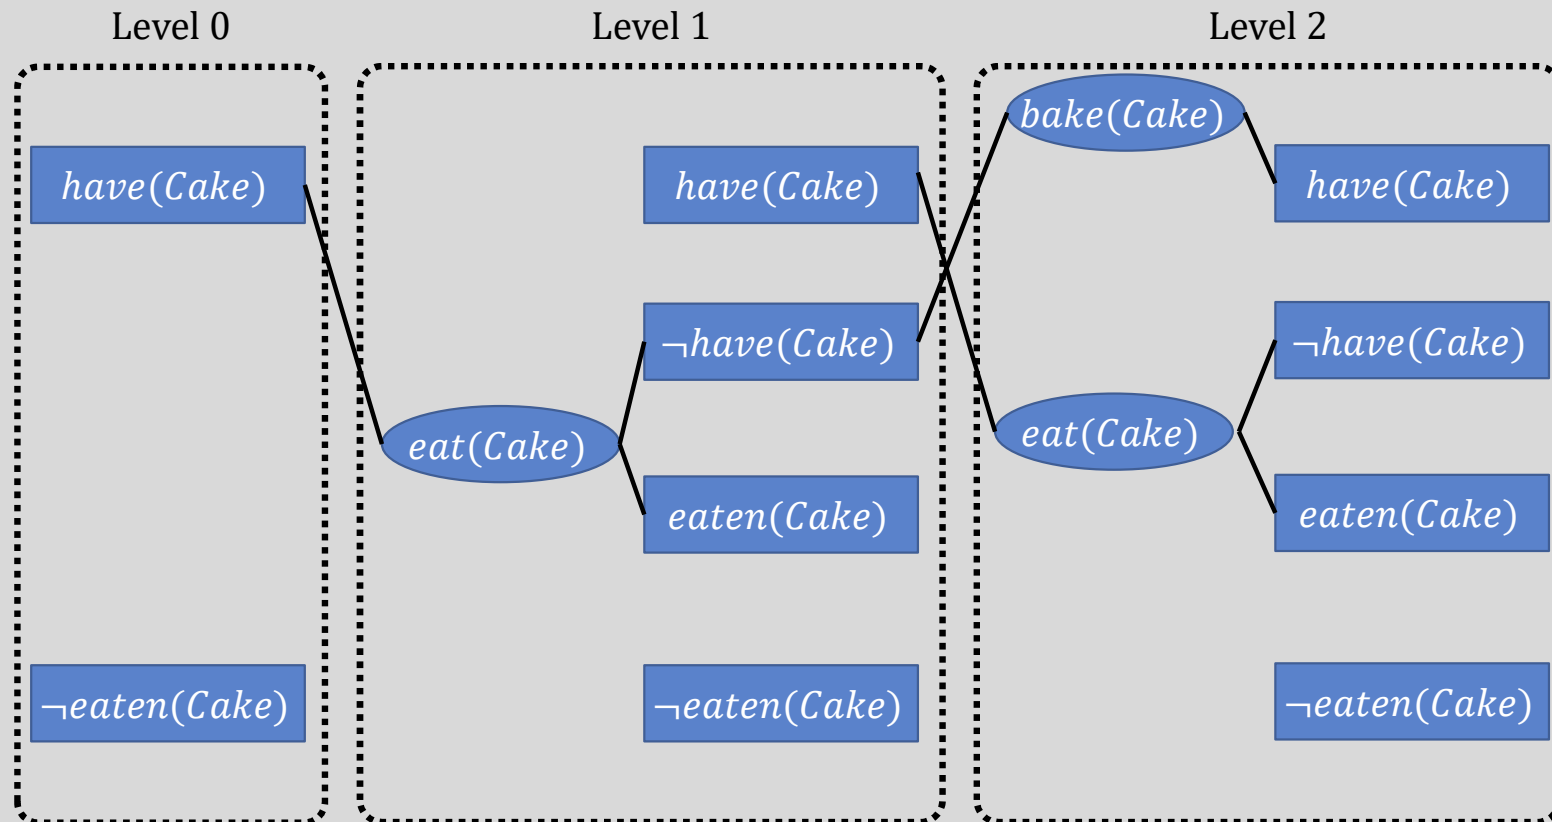 Level 0
Level 1
Level 2
bake(Cake)
have(Cake)
have(Cake)
have(Cake)
¬have(Cake)
¬have(Cake)
eat(Cake)
eat(Cake)
eaten(Cake)
eaten(Cake)
¬eaten(Cake)
¬eaten(Cake)
¬eaten(Cake)